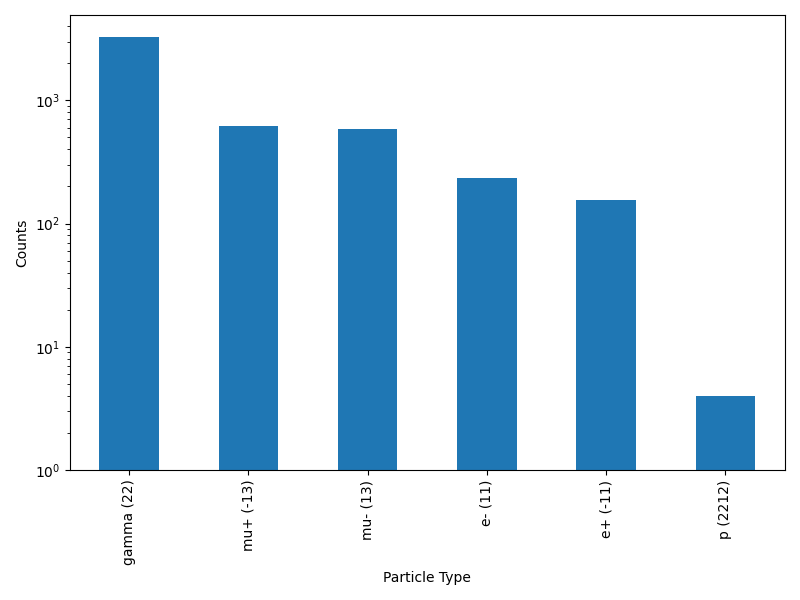 Counts
10³
10²
10¹
10⁰
gamma (22)
mu+ (-13)
mu- (13)
e- (11)
e+ (-11)
p (2212)
Particle Type